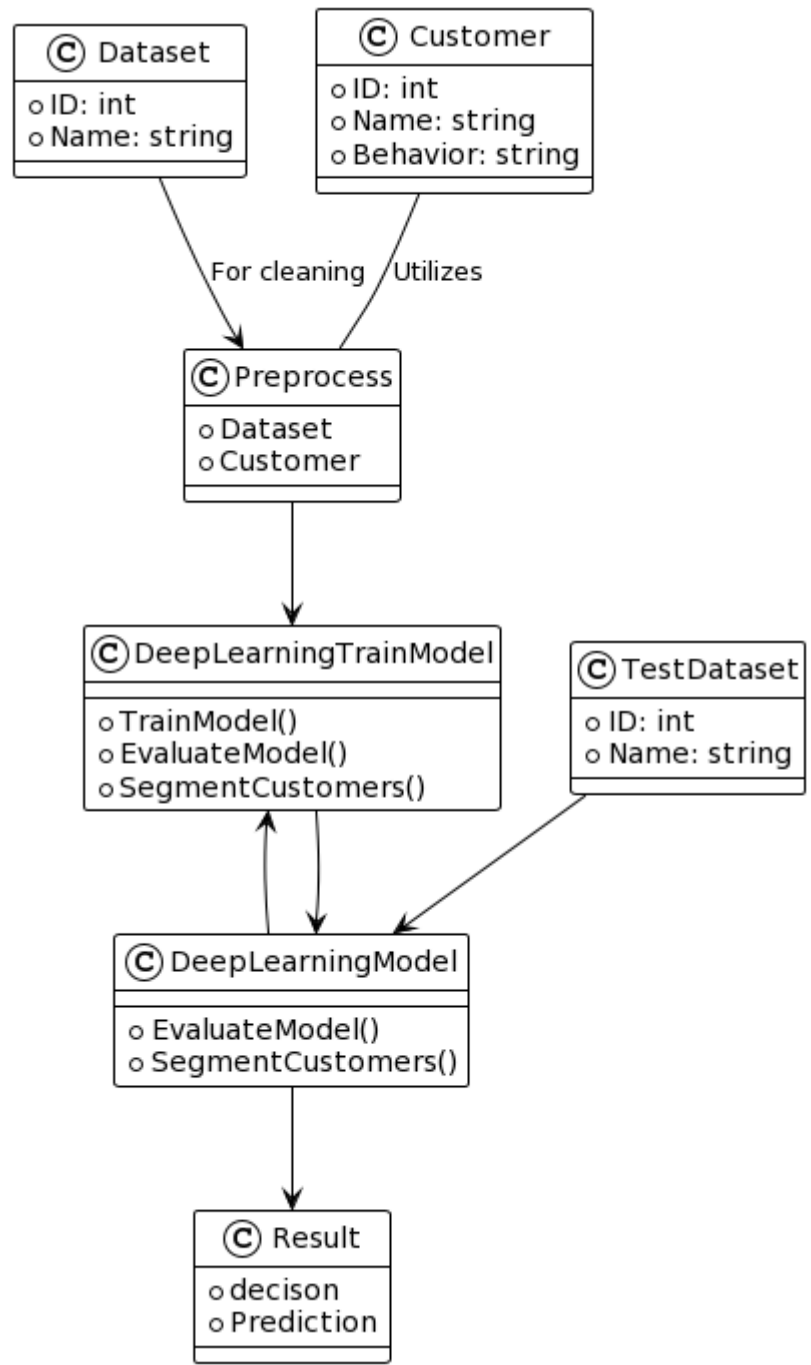 C Dataset
ID: int
Name: string
C Customer
ID: int
Name: string
Behavior: string
For cleaning
Utilizes
C Preprocess
Dataset
Customer
C DeepLearningTrainModel
TrainModel()
EvaluateModel()
SegmentCustomers()
C TestDataset
ID: int
Name: string
C DeepLearningModel
EvaluateModel()
SegmentCustomers()
C Result
decison
Prediction